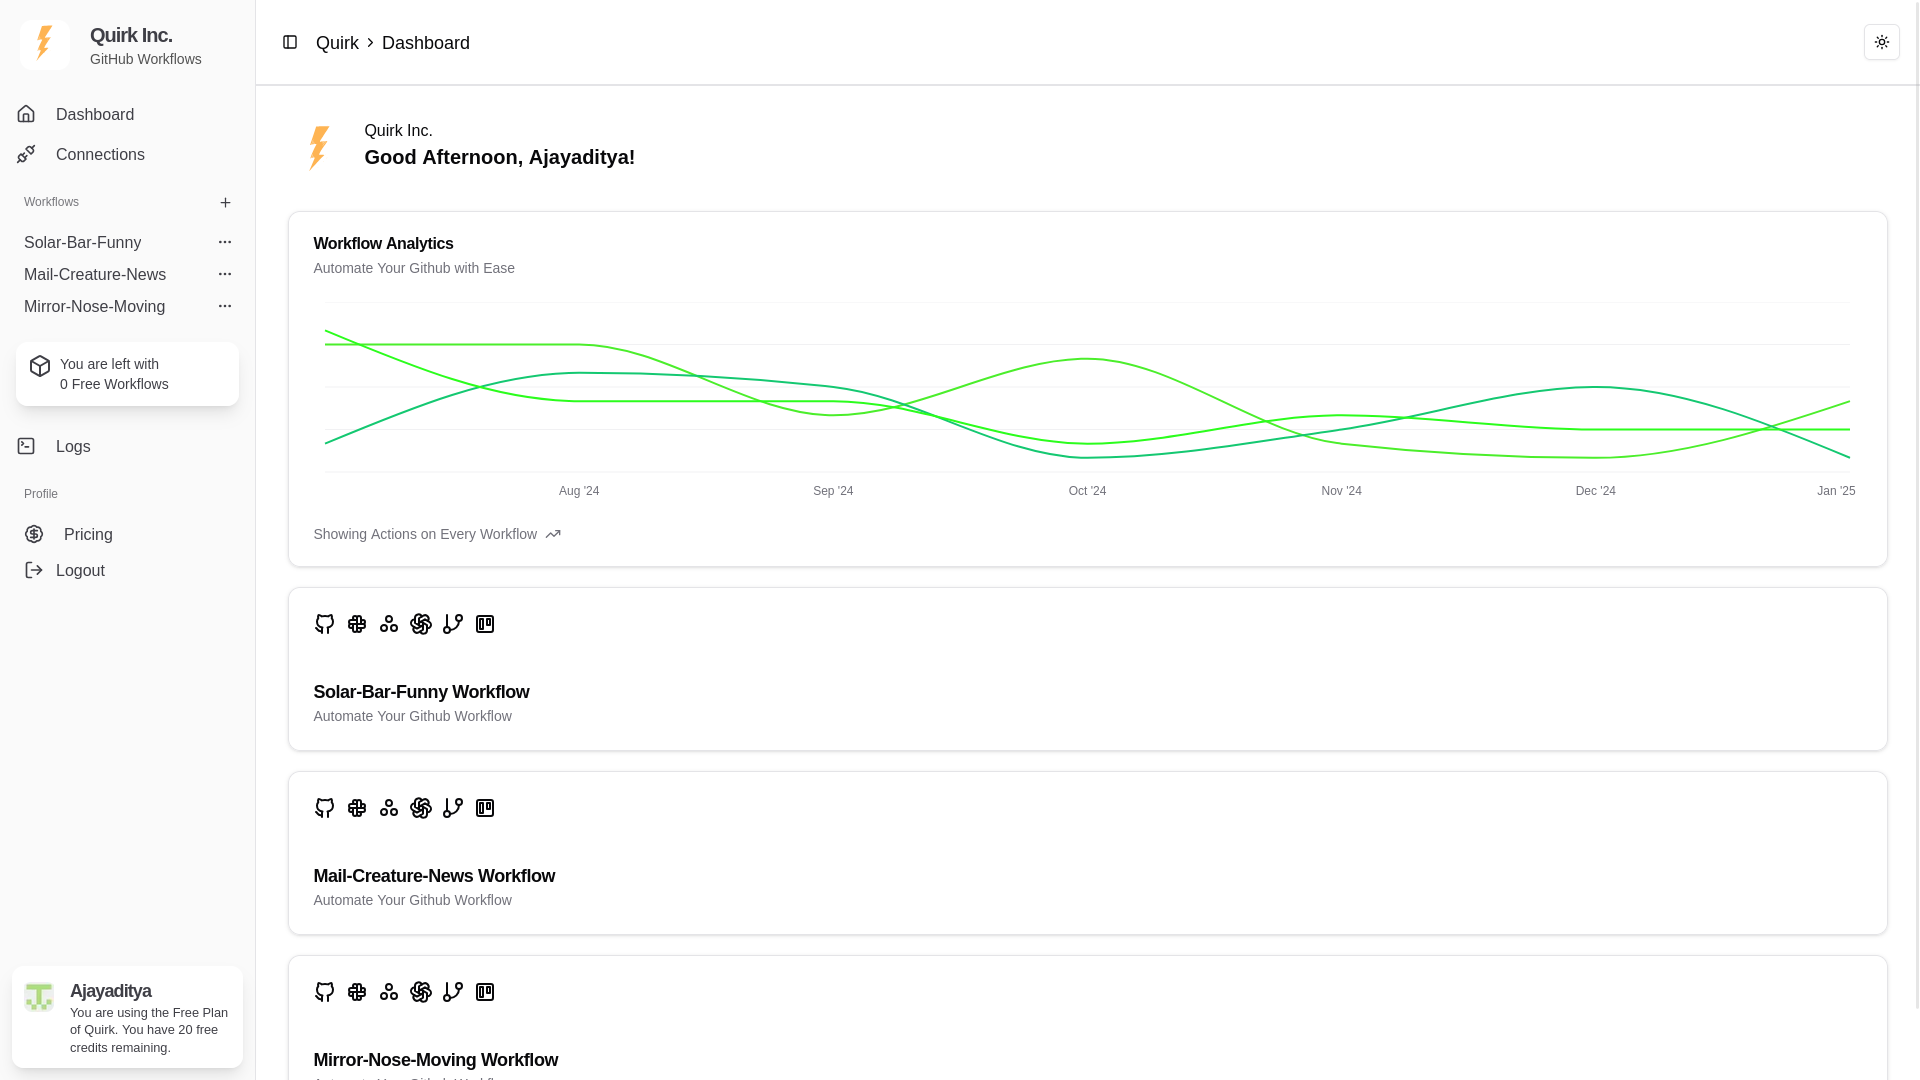 Quirk Inc.
GitHub Workflows
Dashboard
Connections
Workflows
Solar-Bar-Funny
Mail-Creature-News
Mirror-Nose-Moving
You are left with
0 Free Workflows
Logs
Profile
Pricing
Logout
Ajayaditya
You are using the Free Plan
of Quirk. You have 20 free
credits remaining.
Quirk > Dashboard
Quirk Inc.
Good Afternoon, Ajayaditya!
Workflow Analytics
Automate Your Github with Ease
Aug '24 Sep '24 Oct '24 Nov '24 Dec '24 Jan '25
Showing Actions on Every Workflow
Solar-Bar-Funny Workflow
Automate Your Github Workflow
Mail-Creature-News Workflow
Automate Your Github Workflow
Mirror-Nose-Moving Workflow